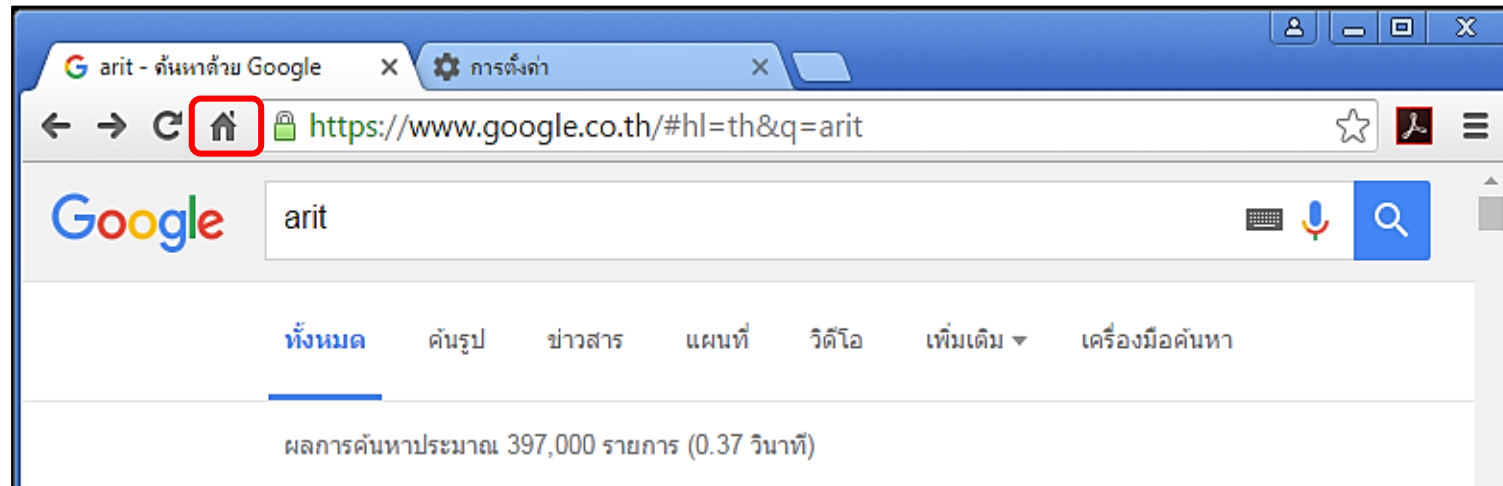 arit - ค้นหาด้วย Google การตั้งค่า
https://www.google.co.th/#hl=th&q=arit
Google arit
ทั้งหมด ค้นรูป ข่าวสาร แผนที่ วิดีโอ เพิ่มเติม เครื่องมือค้นหา
ผลการค้นหาประมาณ 397,000 รายการ (0.37 วินาที)